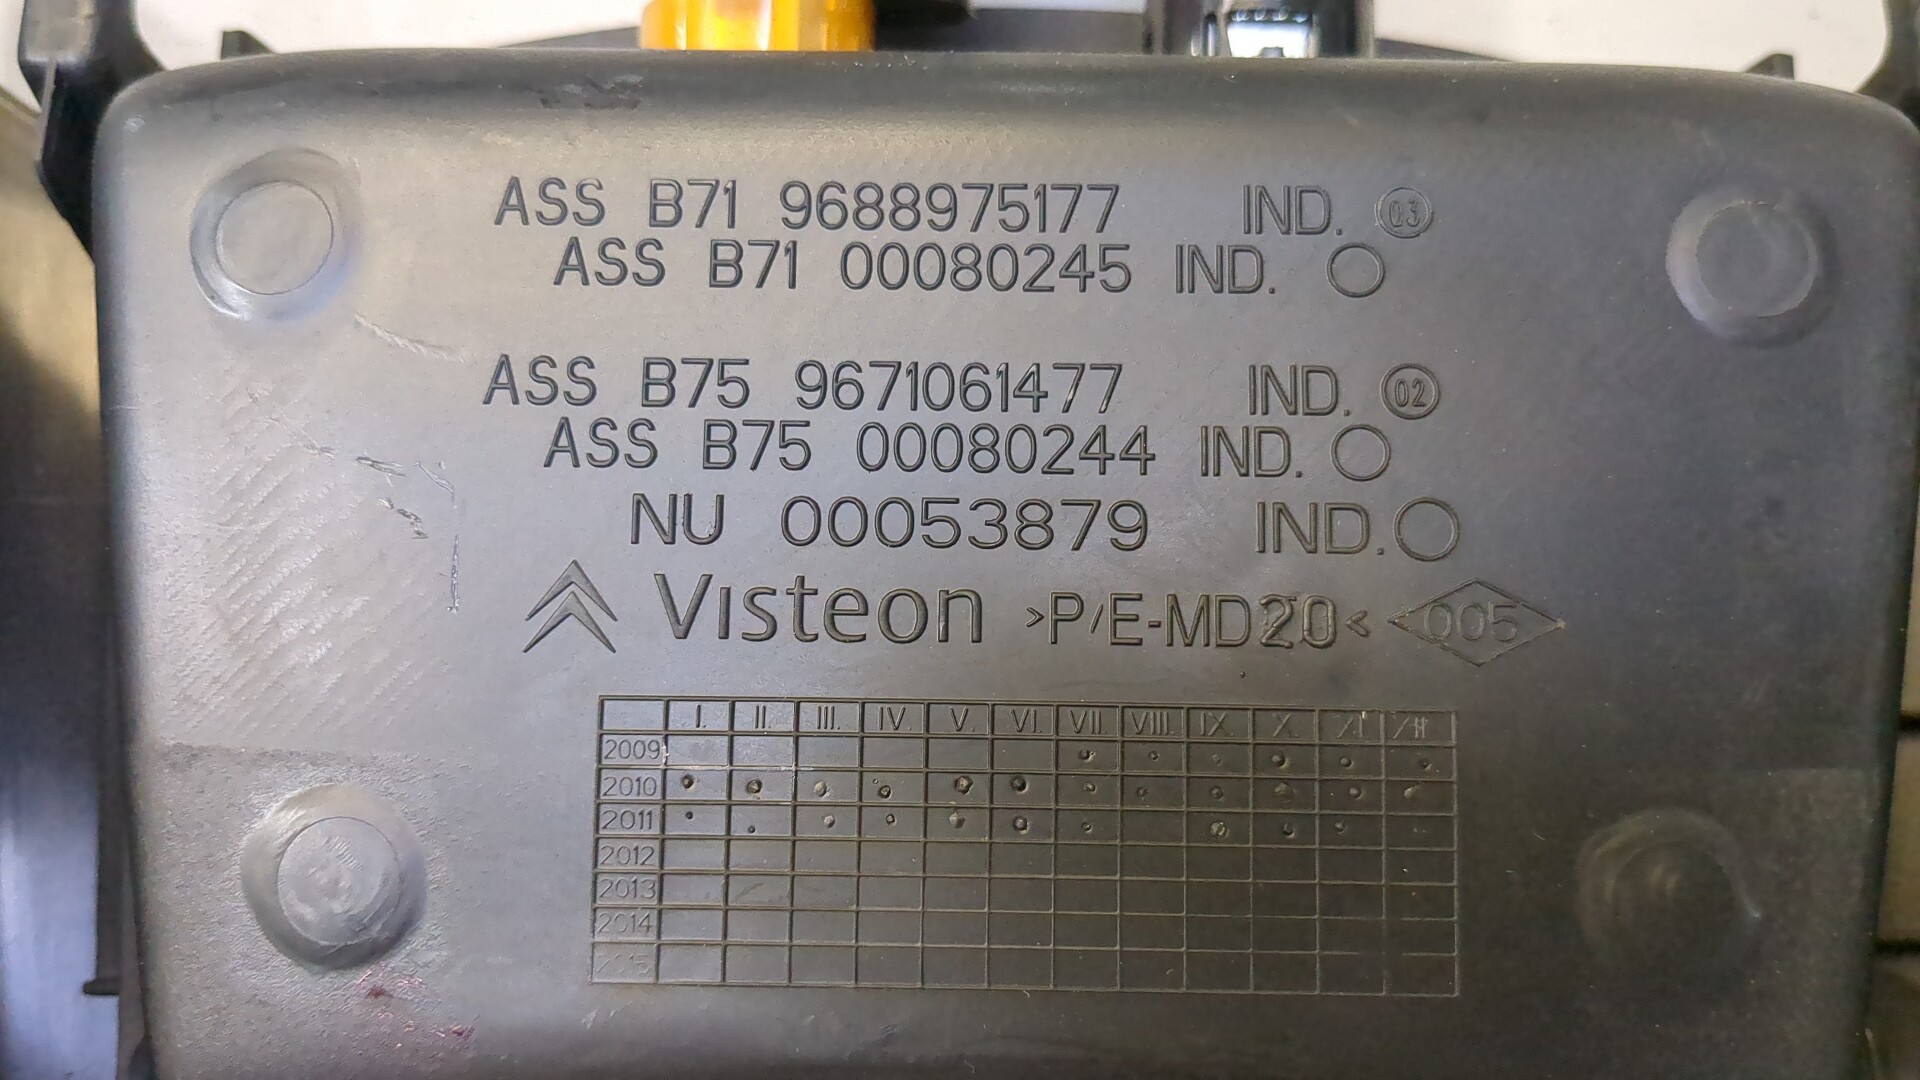 ASS B71 9688975177 IND. 03
ASS B71 00080245 IND.
ASS B75 9671061477 IND. 02
ASS B75 00080244 IND.
NU 00053879 IND.
Visteon >P/E-MD20< 005
I. II. III. IV. V. VI. VII. VIII. IX. X. XI. XII
2009
2010
2011
2012
2013
2014
2015